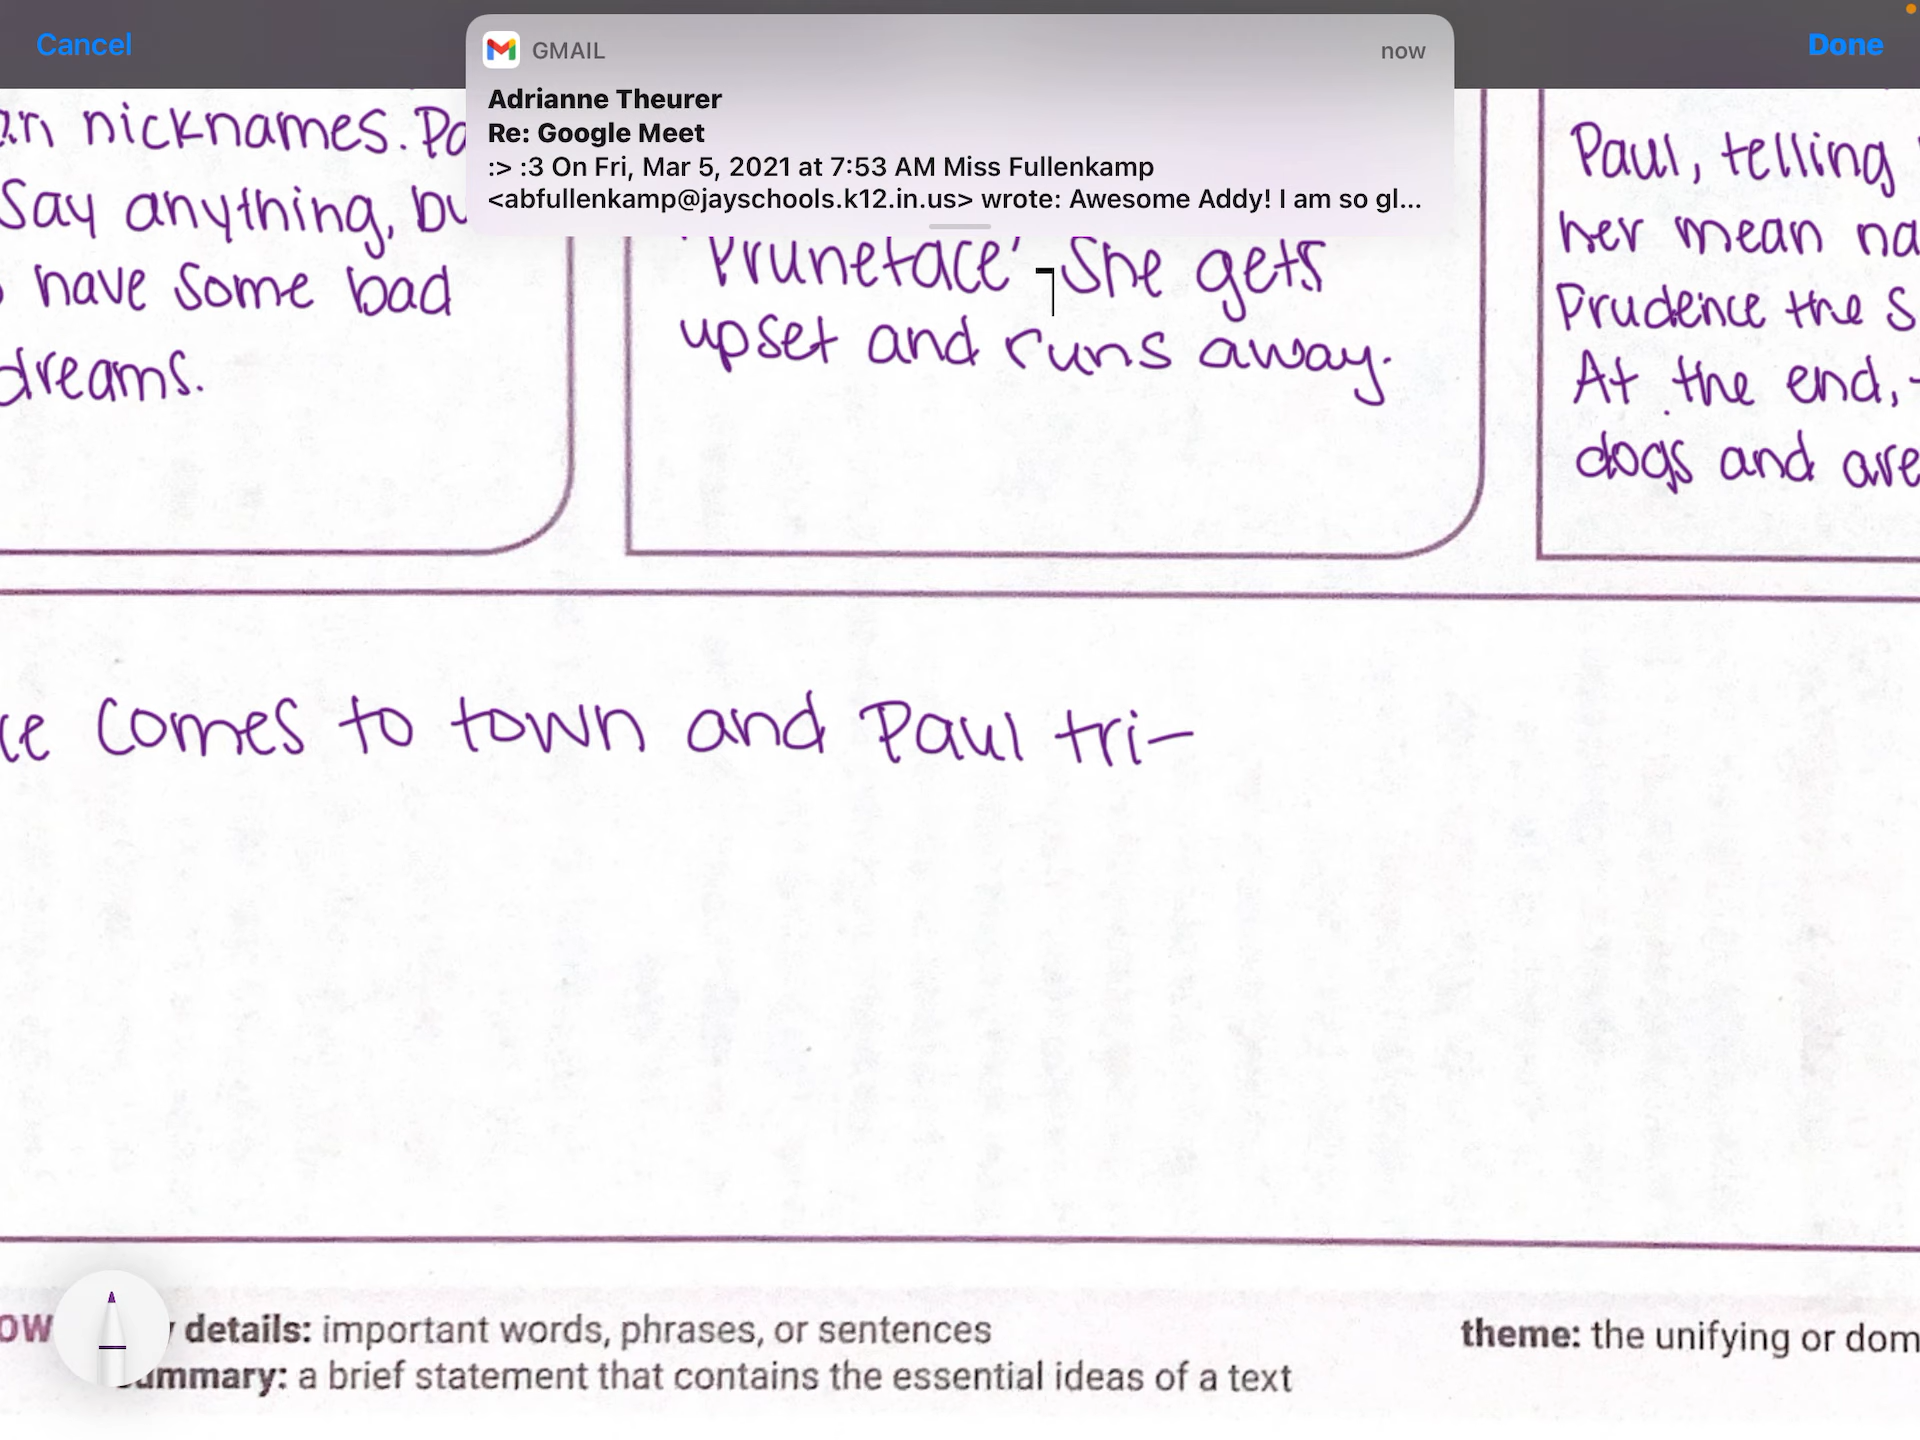 Cancel
GMAIL
now
Done
Adrianne Theurer
Re: Google Meet
:> :3 On Fri, Mar 5, 2021 at 7:53 AM Miss Fullenkamp
<abfullenkamp@jayschools.k12.in.us> wrote: Awesome Addy! I am so gl...
nicknames.
Say anything,
have some bad
dreams.
"Pruneface" She gets
upset and runs away.
Paul, telling
her mean na
Prudence the S
At the end,
dogs and are
comes to town and Paul tri-
details: important words, phrases, or sentences
summary: a brief statement that contains the essential ideas of a text
theme: the unifying or dom